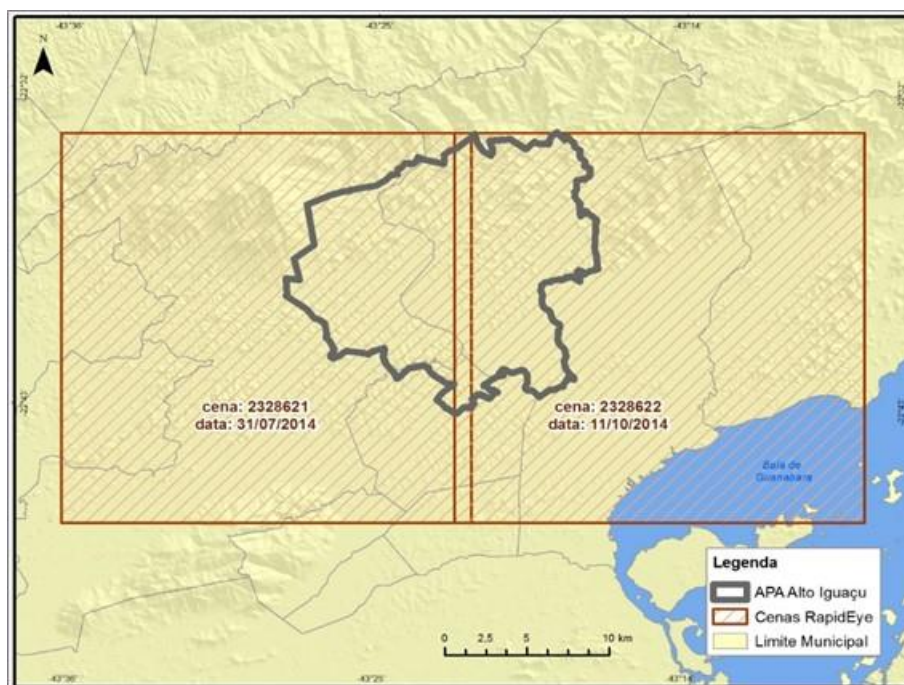 -43°36'
-43°25'
-43°14'
N
cena: 2328621
data: 31/07/2014
cena: 2328622
data: 11/10/2014
Baía de
Guanabara
Legenda
APA Alto Iguaçu
Cenas RapidEye
Limite Municipal
0 2,5 5 10 km
-43°36'
-43°25'
-43°14'